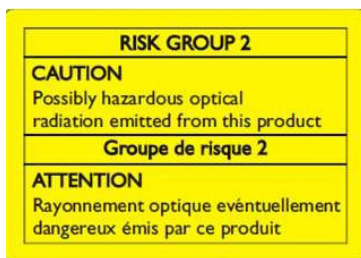 RISK GROUP 2
CAUTION
Possibly hazardous optical
radiation emitted from this product
Groupe de risque 2
ATTENTION
Rayonnement optique evéntuellement
dangereux émis par ce produit